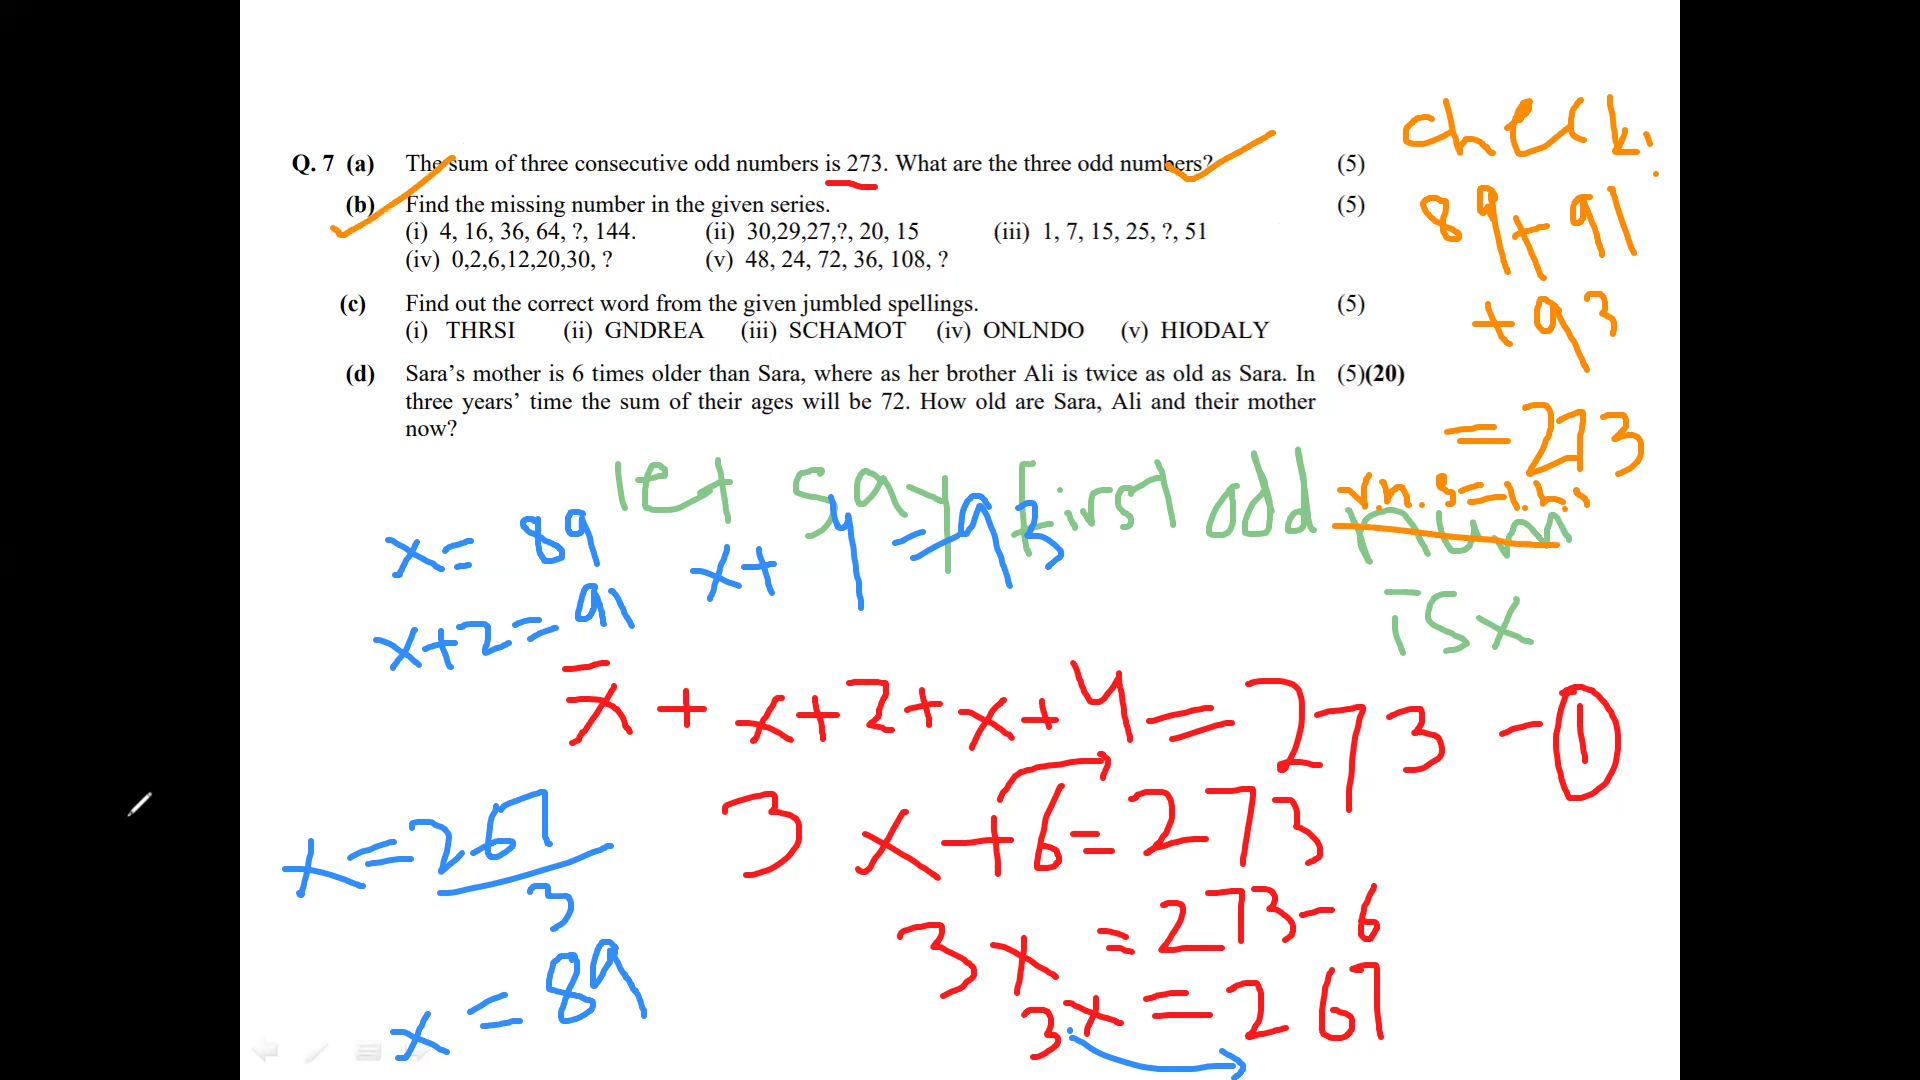 Q. 7 (a) The sum of three consecutive odd numbers is 273. What are the three odd numbers? (5)
(b) Find the missing number in the given series. (5)
(i) 4, 16, 36, 64, ?, 144. (ii) 30,29,27,?, 20, 15 (iii) 1, 7, 15, 25, ?, 51
(iv) 0,2,6,12,20,30, ? (v) 48, 24, 72, 36, 108, ?
(c) Find out the correct word from the given jumbled spellings. (5)
(i) THRSI (ii) GNDREA (iii) SCHAMOT (iv) ONLNDO (v) HIODALY
(d) Sara's mother is 6 times older than Sara, where as her brother Ali is twice as old as Sara. In (5)(20)
three years' time the sum of their ages will be 72. How old are Sara, Ali and their mother
now?
check:
89+91
+93
=273
let say first odd num
is x
x= 89
x+2=91
x+4=93
x+x+2+x+4=273-1
3x+6=273
3x=273-6
3x=267
x=267
3
x=89